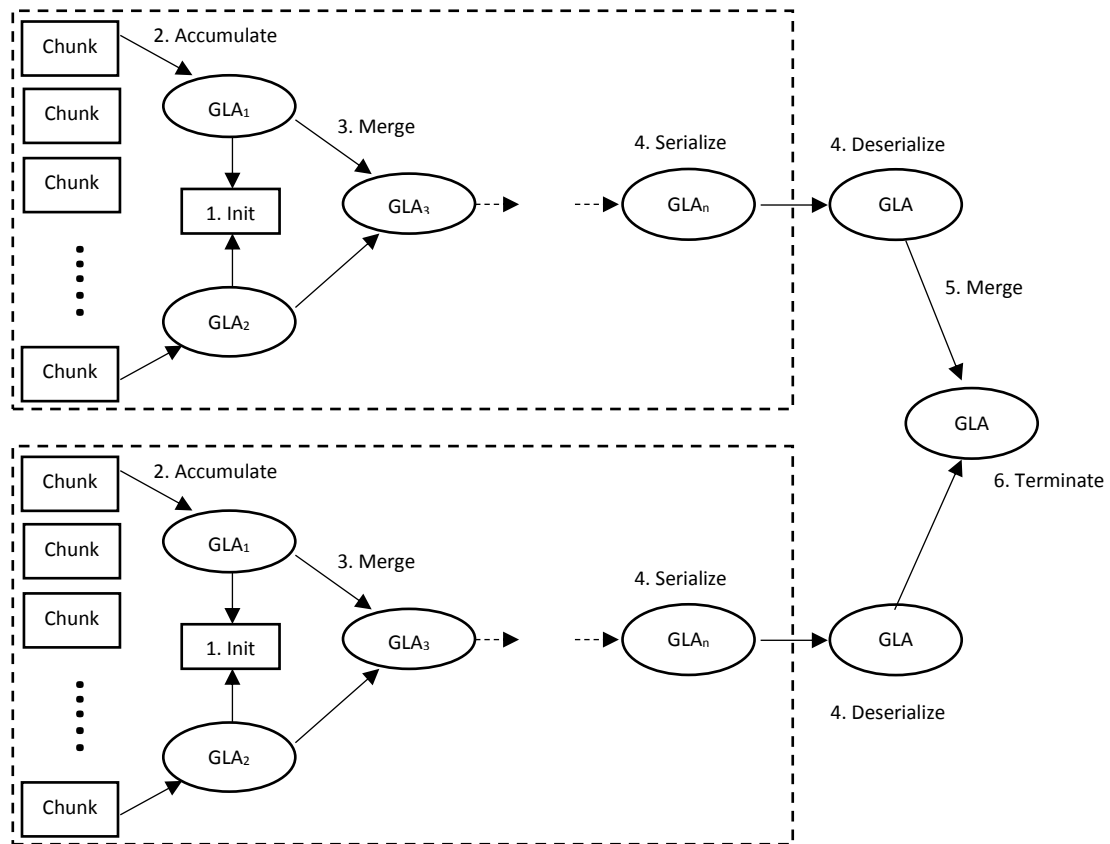 Chunk
2. Accumulate
Chunk
GLA₁
3. Merge
4. Serialize
4. Deserialize
Chunk
1. Init
GLA₃
GLAₙ
GLA
5. Merge
GLA₂
Chunk
GLA
6. Terminate
Chunk
2. Accumulate
Chunk
GLA₁
3. Merge
4. Serialize
Chunk
1. Init
GLA₃
GLAₙ
GLA
4. Deserialize
GLA₂
Chunk